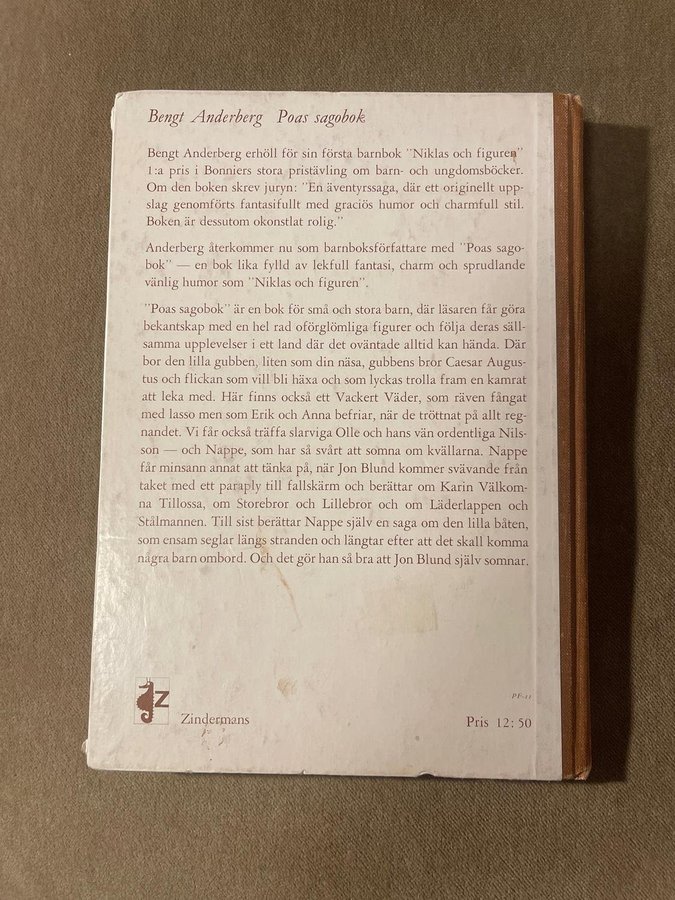 Bengt Anderberg Poas sagobok
Bengt Anderberg erhöll för sin första barnbok "Niklas och figuren"
1:a pris i Bonniers stora pristävling om barn- och ungdomsböcker.
Om den boken skrev juryn: "En äventyrssaga, där ett originellt upp-
slag genomförts fantasifullt med graciös humor och charmfull stil.
Boken är dessutom okonstlat rolig."
Anderberg återkommer nu som barnboksförfattare med "Poas sago-
bok" — en bok lika fylld av lekfull fantasi, charm och sprudlande
vänlig humor som "Niklas och figuren".
"Poas sagobok" är en bok för små och stora barn, där läsaren får göra
bekantskap med en hel rad oförglömliga figurer och följa deras säll-
samma upplevelser i ett land där det oväntade alltid kan hända. Där
bor den lilla gubben, liten som din näsa, gubbens bror Caesar Augus-
tus och flickan som vill bli häxa och som lyckas trolla fram en kamrat
att leka med. Här finns också ett Vackert Väder, som räven fångat
med lasso men som Erik och Anna befriar, när de tröttnat på allt reg-
nandet. Vi får också träffa slarviga Olle och hans vän ordentliga Nils-
son — och Nappe, som har så svårt att somna om kvällarna. Nappe
får minsann annat att tänka på, när Jon Blund kommer svävande från
taket med ett paraply till fallskärm och berättar om Karin Välkom-
na Tillossa, om Storebror och Lillebror och om Läderlappen och
Stålmannen. Till sist berättar Nappe själv en saga om den lilla båten,
som ensam seglar längs stranden och längtar efter att det skall komma
några barn ombord. Och det gör han så bra att Jon Blund själv somnar.
PF-21
Z
Zindermans
Pris 12:50